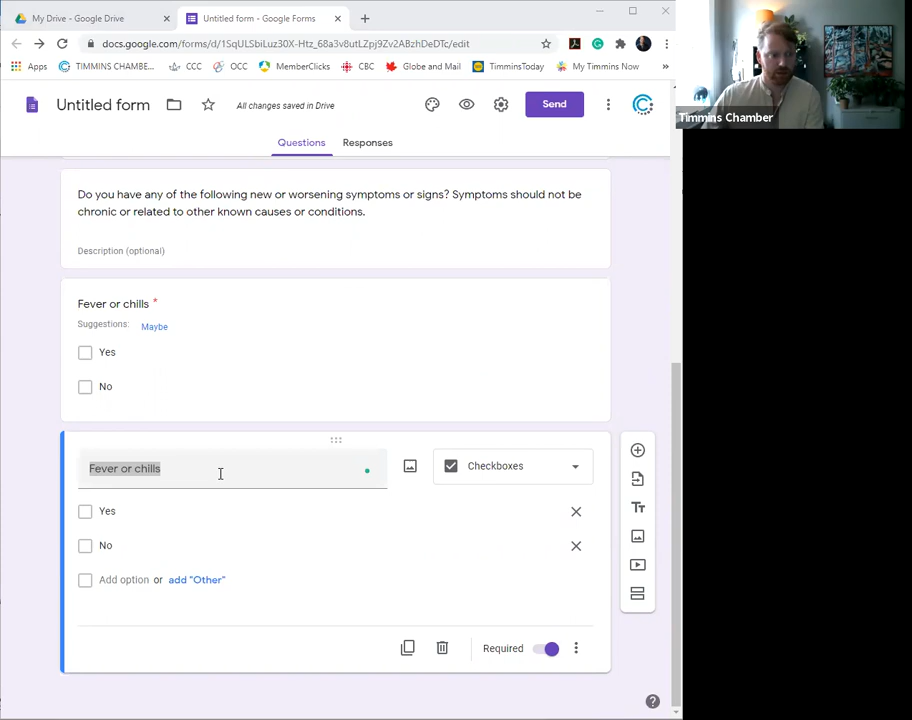 My Drive - Google Drive
Untitled form - Google Forms
docs.google.com/forms/d/1SqULSbiLuz30X-Htz_68a3v8utLZpj9Zv2ABzhDeDTc/edit
Apps
TIMMINS CHAMBE...
CCC
OCC
MemberClicks
CBC
Globe and Mail
TimminsToday
My Timmins Now
»
Timmins Chamber
Untitled form
All changes saved in Drive
Send
Questions
Responses
Do you have any of the following new or worsening symptoms or signs? Symptoms should not be
chronic or related to other known causes or conditions.
Description (optional)
Fever or chills *
Suggestions: Maybe
Yes
No
Fever or chills
Checkboxes
Yes
No
Add option or add "Other"
Tт
Required